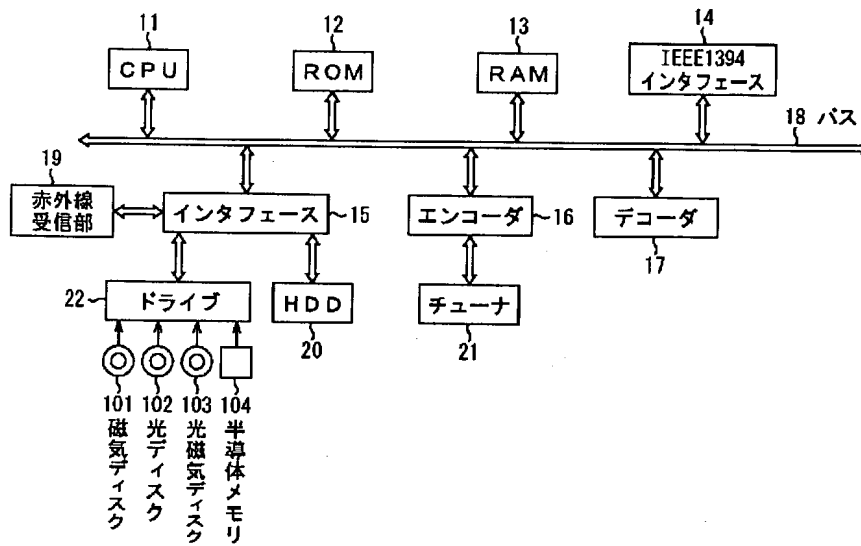 11
12
13
14
CPU
ROM
RAM
IEEE1394
インタフェース
18 バス
19
赤外線
受信部
インタフェース
15
エンコーダ
16
デコーダ
17
22
ドライブ
HDD
20
チューナ
21
101
102
103
104
磁気ディスク
光ディスク
光磁気ディスク
半導体メモリ